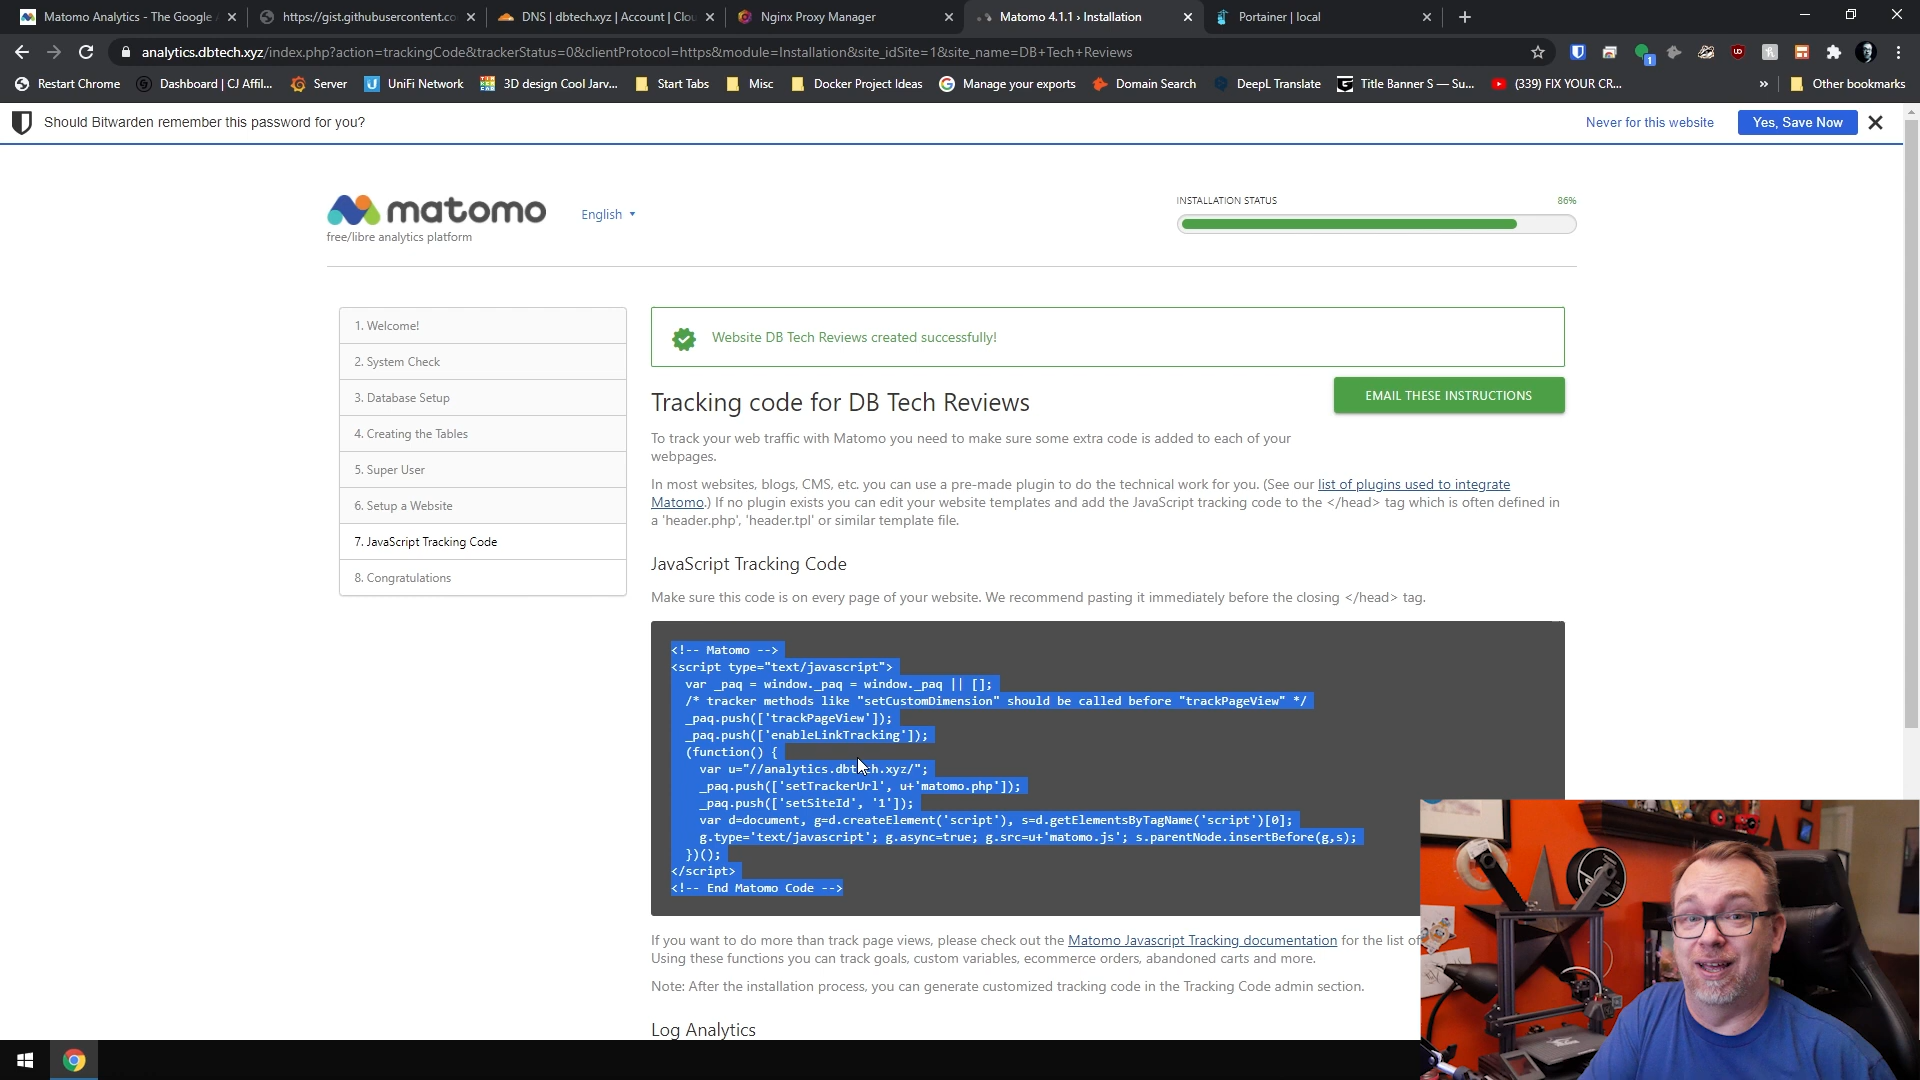 Matomo Analytics - The Google
https://gist.githubusercontent.co
DNS | dbtech.xyz | Account | Clou
Nginx Proxy Manager
Matomo 4.1.1 › Installation
Portainer | local
analytics.dbtech.xyz/index.php?action=trackingCode&trackerStatus=0&clientProtocol=https&module=Installation&site_idSite=1&site_name=DB+Tech+Reviews
Restart Chrome
Dashboard | CJ Affil...
Server
UniFi Network
3D design Cool Jarv...
Start Tabs
Misc
Docker Project Ideas
Manage your exports
Domain Search
DeepL Translate
Title Banner S — Su...
(339) FIX YOUR CR...
»
Other bookmarks
Should Bitwarden remember this password for you?
Never for this website
Yes, Save Now
matomo
free/libre analytics platform
English
INSTALLATION STATUS
86%
1. Welcome!
2. System Check
3. Database Setup
4. Creating the Tables
5. Super User
6. Setup a Website
7. JavaScript Tracking Code
8. Congratulations
Website DB Tech Reviews created successfully!
Tracking code for DB Tech Reviews
EMAIL THESE INSTRUCTIONS
To track your web traffic with Matomo you need to make sure some extra code is added to each of your
webpages.
In most websites, blogs, CMS, etc. you can use a pre-made plugin to do the technical work for you. (See our list of plugins used to integrate
Matomo.) If no plugin exists you can edit your website templates and add the JavaScript tracking code to the </head> tag which is often defined in
a 'header.php', 'header.tpl' or similar template file.
JavaScript Tracking Code
Make sure this code is on every page of your website. We recommend pasting it immediately before the closing </head> tag.
<!-- Matomo -->
<script type="text/javascript">
var _paq = window._paq = window._paq || [];
/* tracker methods like "setCustomDimension" should be called before "trackPageView" */
_paq.push(['trackPageView']);
_paq.push(['enableLinkTracking']);
(function() {
var u="//analytics.dbtech.xyz/";
_paq.push(['setTrackerUrl', u+'matomo.php']);
_paq.push(['setSiteId', '1']);
var d=document, g=d.createElement('script'), s=d.getElementsByTagName('script')[0];
g.type='text/javascript'; g.async=true; g.src=u+'matomo.js'; s.parentNode.insertBefore(g,s);
})();
</script>
<!-- End Matomo Code -->
If you want to do more than track page views, please check out the Matomo Javascript Tracking documentation for the list of
Using these functions you can track goals, custom variables, ecommerce orders, abandoned carts and more.
Note: After the installation process, you can generate customized tracking code in the Tracking Code admin section.
Log Analytics